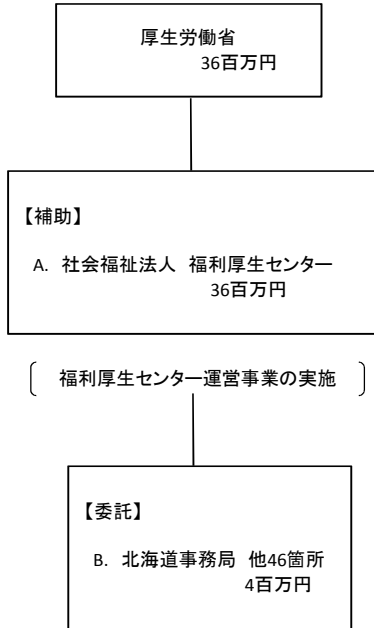 厚生労働省
36百万円
【補助】
A. 社会福祉法人 福利厚生センター
36百万円
福利厚生センター運営事業の実施
【委託】
B. 北海道事務局 他46箇所
4百万円